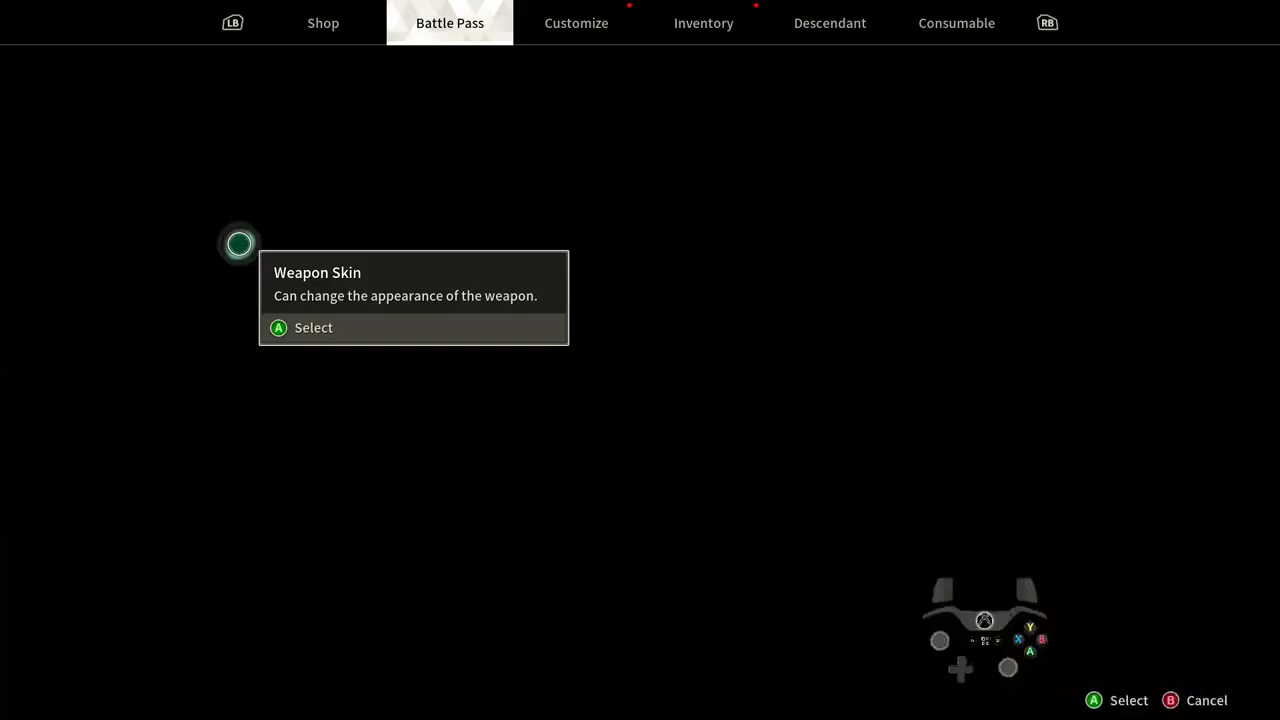 LB Shop Battle Pass Customize Inventory Descendant Consumable RB
Weapon Skin
Can change the appearance of the weapon.
A Select
Y
X B
A
A Select B Cancel